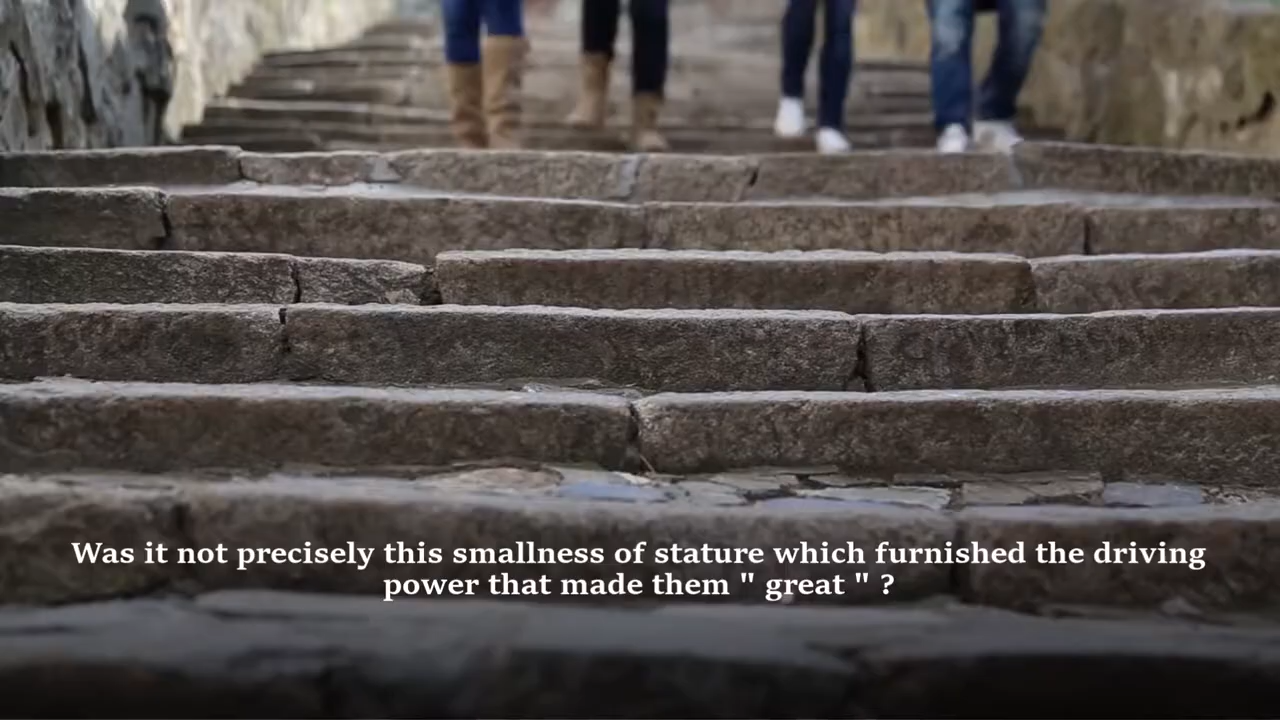 Was it not precisely this smallness of stature which furnished the driving
power that made them " great " ?